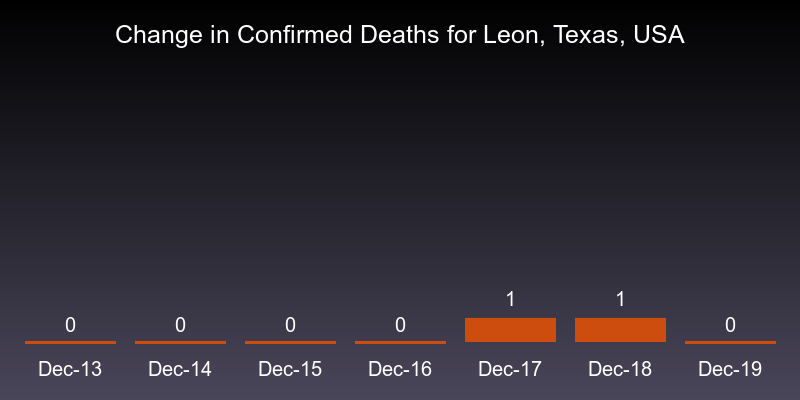 Change in Confirmed Deaths for Leon, Texas, USA
0 0 0 0 1 1 0
Dec-13 Dec-14 Dec-15 Dec-16 Dec-17 Dec-18 Dec-19